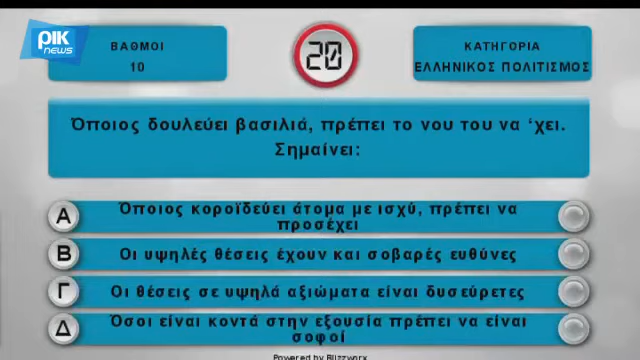 ΡΙΚ
news
ΒΑΘΜΟΙ
10
20
ΚΑΤΗΓΟΡΙΑ
ΕΛΛΗΝΙΚΟΣ ΠΟΛΙΤΙΣΜΟΣ
Όποιος δουλεύει βασιλιά, πρέπει το νου του να ‘χει.
Σημαίνει:
Α
Όποιος κοροϊδεύει άτομα με ισχύ, πρέπει να
προσέχει
Β
Οι υψηλές θέσεις έχουν και σοβαρές ευθύνες
Γ
Οι θέσεις σε υψηλά αξιώματα είναι δυσεύρετες
Δ
Όσοι είναι κοντά στην εξουσία πρέπει να είναι
σοφοί
Powered by Blizzworx